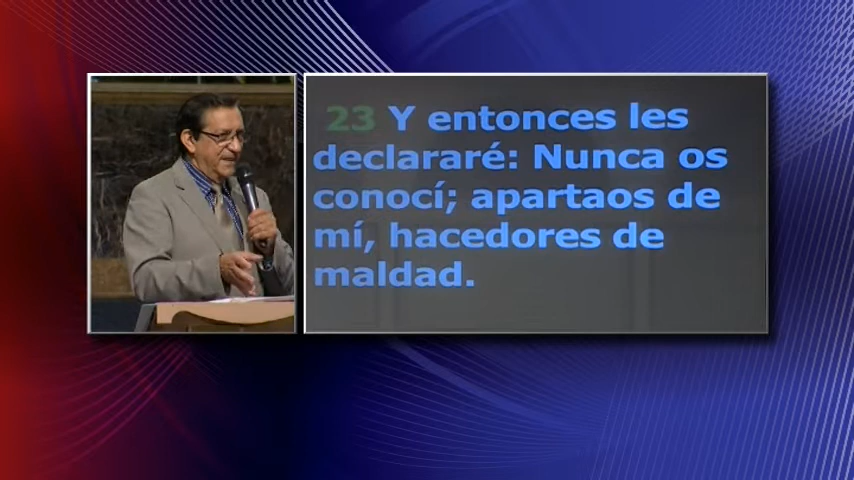 23 Y entonces les
declararé: Nunca os
conocí; apartaos de
mí, hacedores de
maldad.